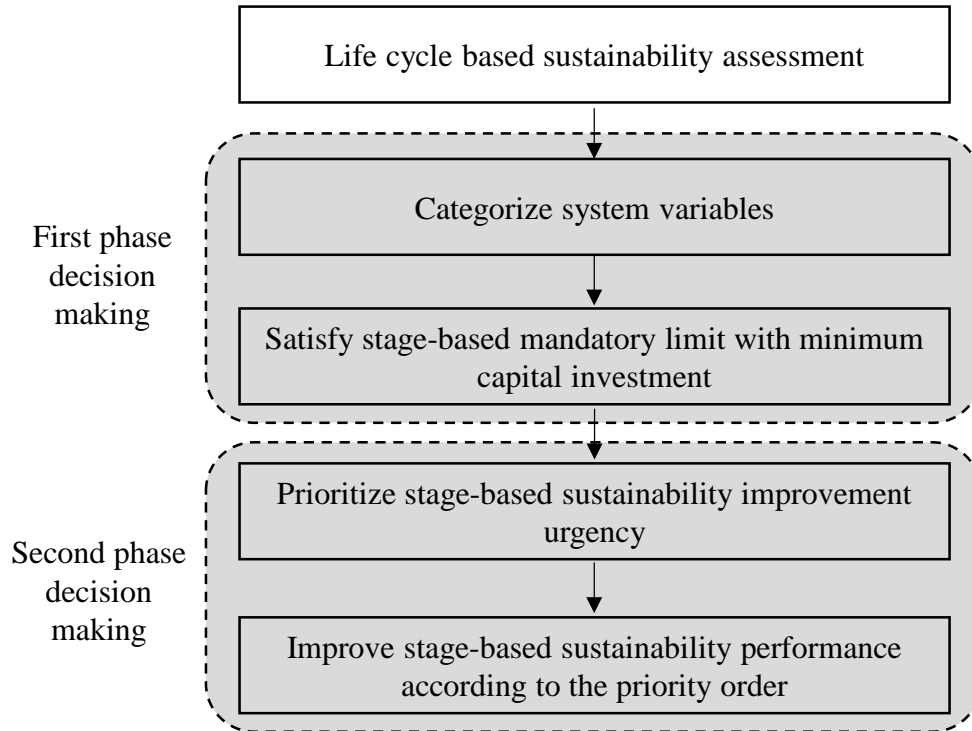 Life cycle based sustainability assessment
Categorize system variables
First phase
decision
making
Satisfy stage-based mandatory limit with minimum
capital investment
Prioritize stage-based sustainability improvement
urgency
Second phase
decision
making
Improve stage-based sustainability performance
according to the priority order